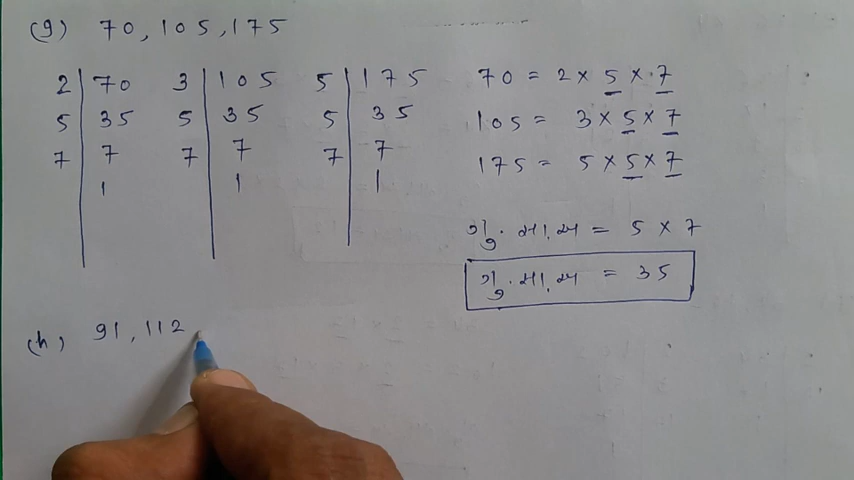 (g) 70, 105, 175
2 70 3 105 5 175
5 35 5 35 5 35
7 7 7 7 7 7
1 1 1
70 = 2 × 5 × 7
105 = 3 × 5 × 7
175 = 5 × 5 × 7
ગુ. સા.અ = 5 × 7
ગુ. સા.અ = 35
(h) 91, 112